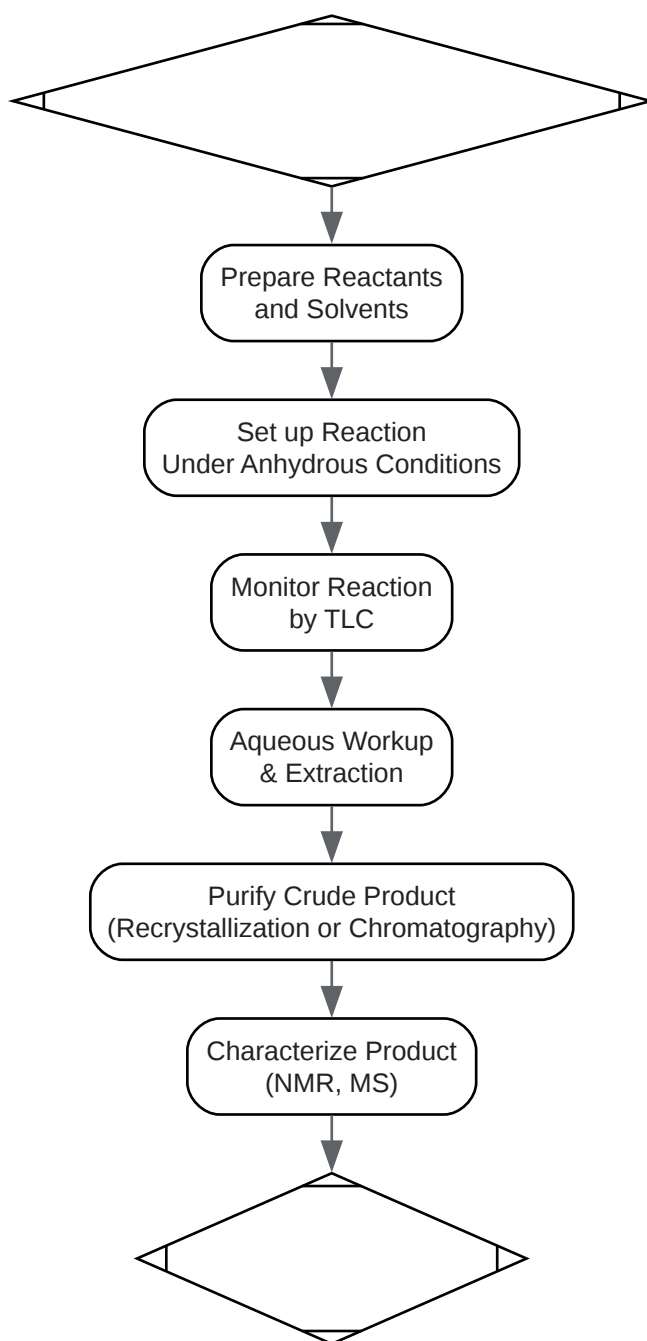 Prepare Reactants
and Solvents
Set up Reaction
Under Anhydrous Conditions
Monitor Reaction
by TLC
Aqueous Workup
& Extraction
Purify Crude Product
(Recrystallization or Chromatography)
Characterize Product
(NMR, MS)